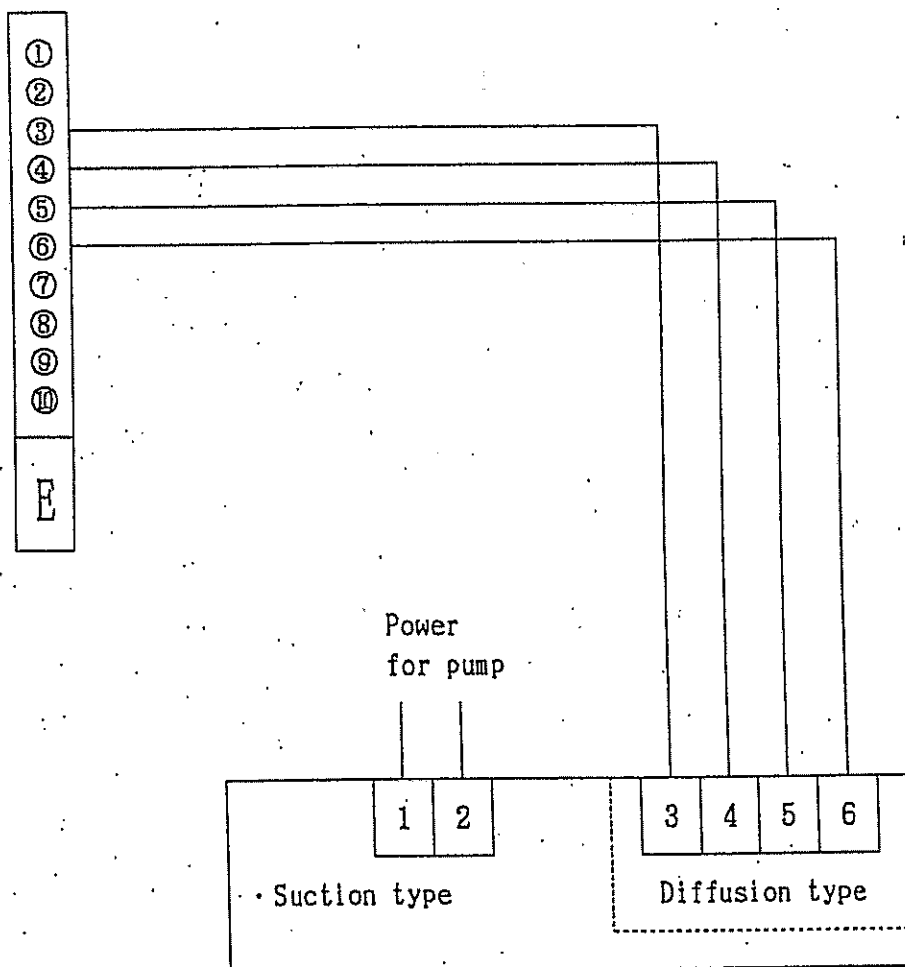 ①
②
③
④
⑤
⑥
⑦
⑧
⑨
⑩
E
Power
for pump
1 2 3 4 5 6
Suction type Diffusion type